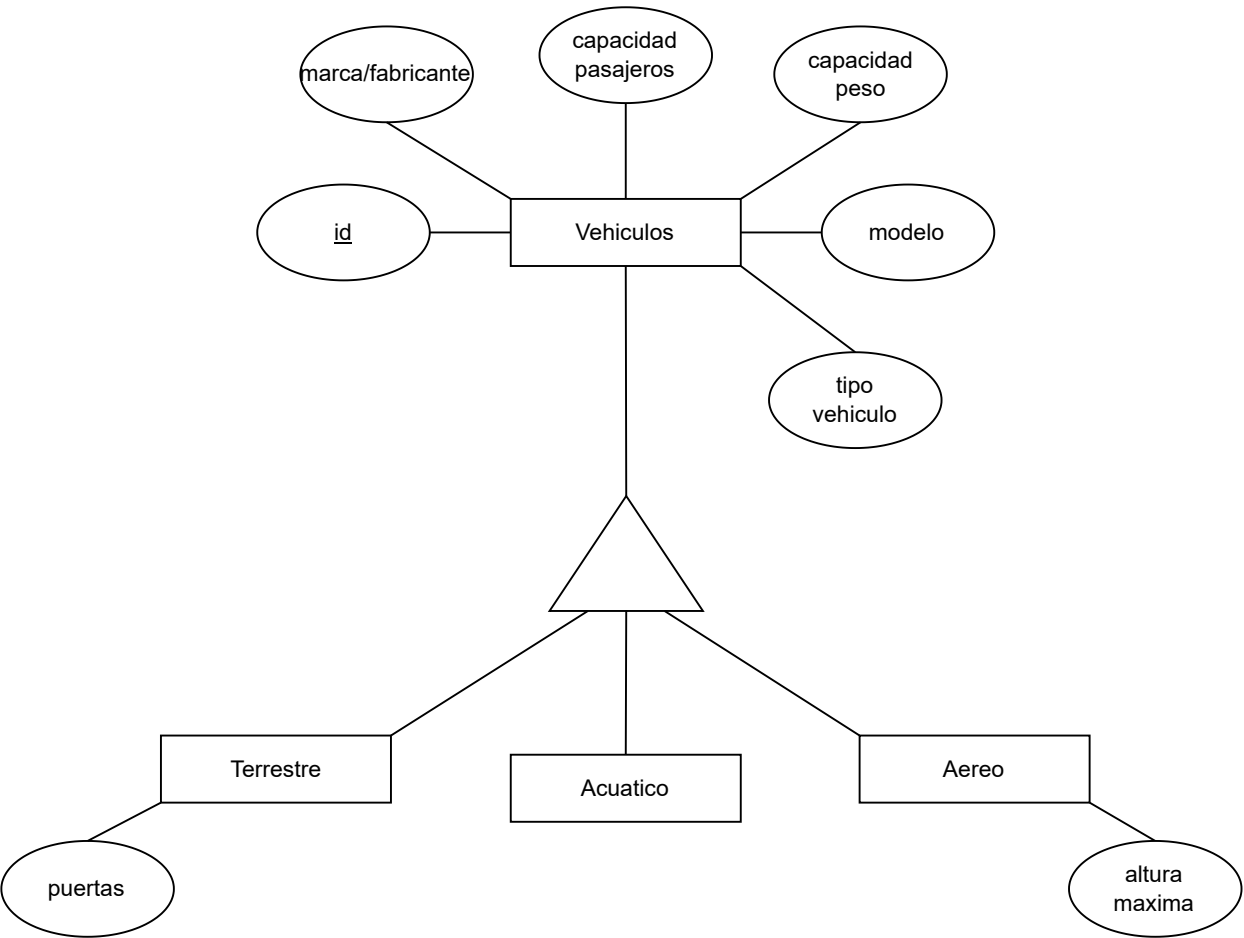 capacidad
pasajeros
marca/fabricante
capacidad
peso
id
Vehiculos
modelo
tipo
vehiculo
Terrestre
Acuatico
Aereo
puertas
altura
maxima